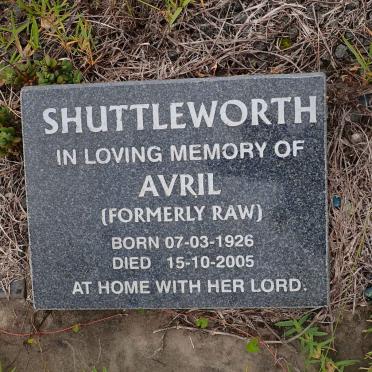 SHUTTLEWORTH
IN LOVING MEMORY OF
AVRIL
(FORMERLY RAW)
BORN 07-03-1926
DIED 15-10-2005
AT HOME WITH HER LORD.